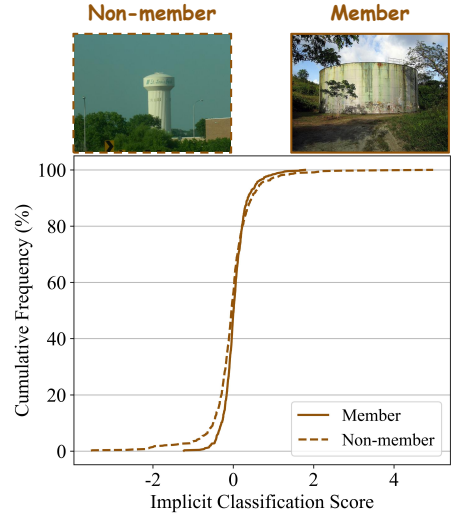 Non-member
Member
100
80
60
40
20
0
-2
0
2
4
Cumulative Frequency (%)
Implicit Classification Score
Member
Non-member